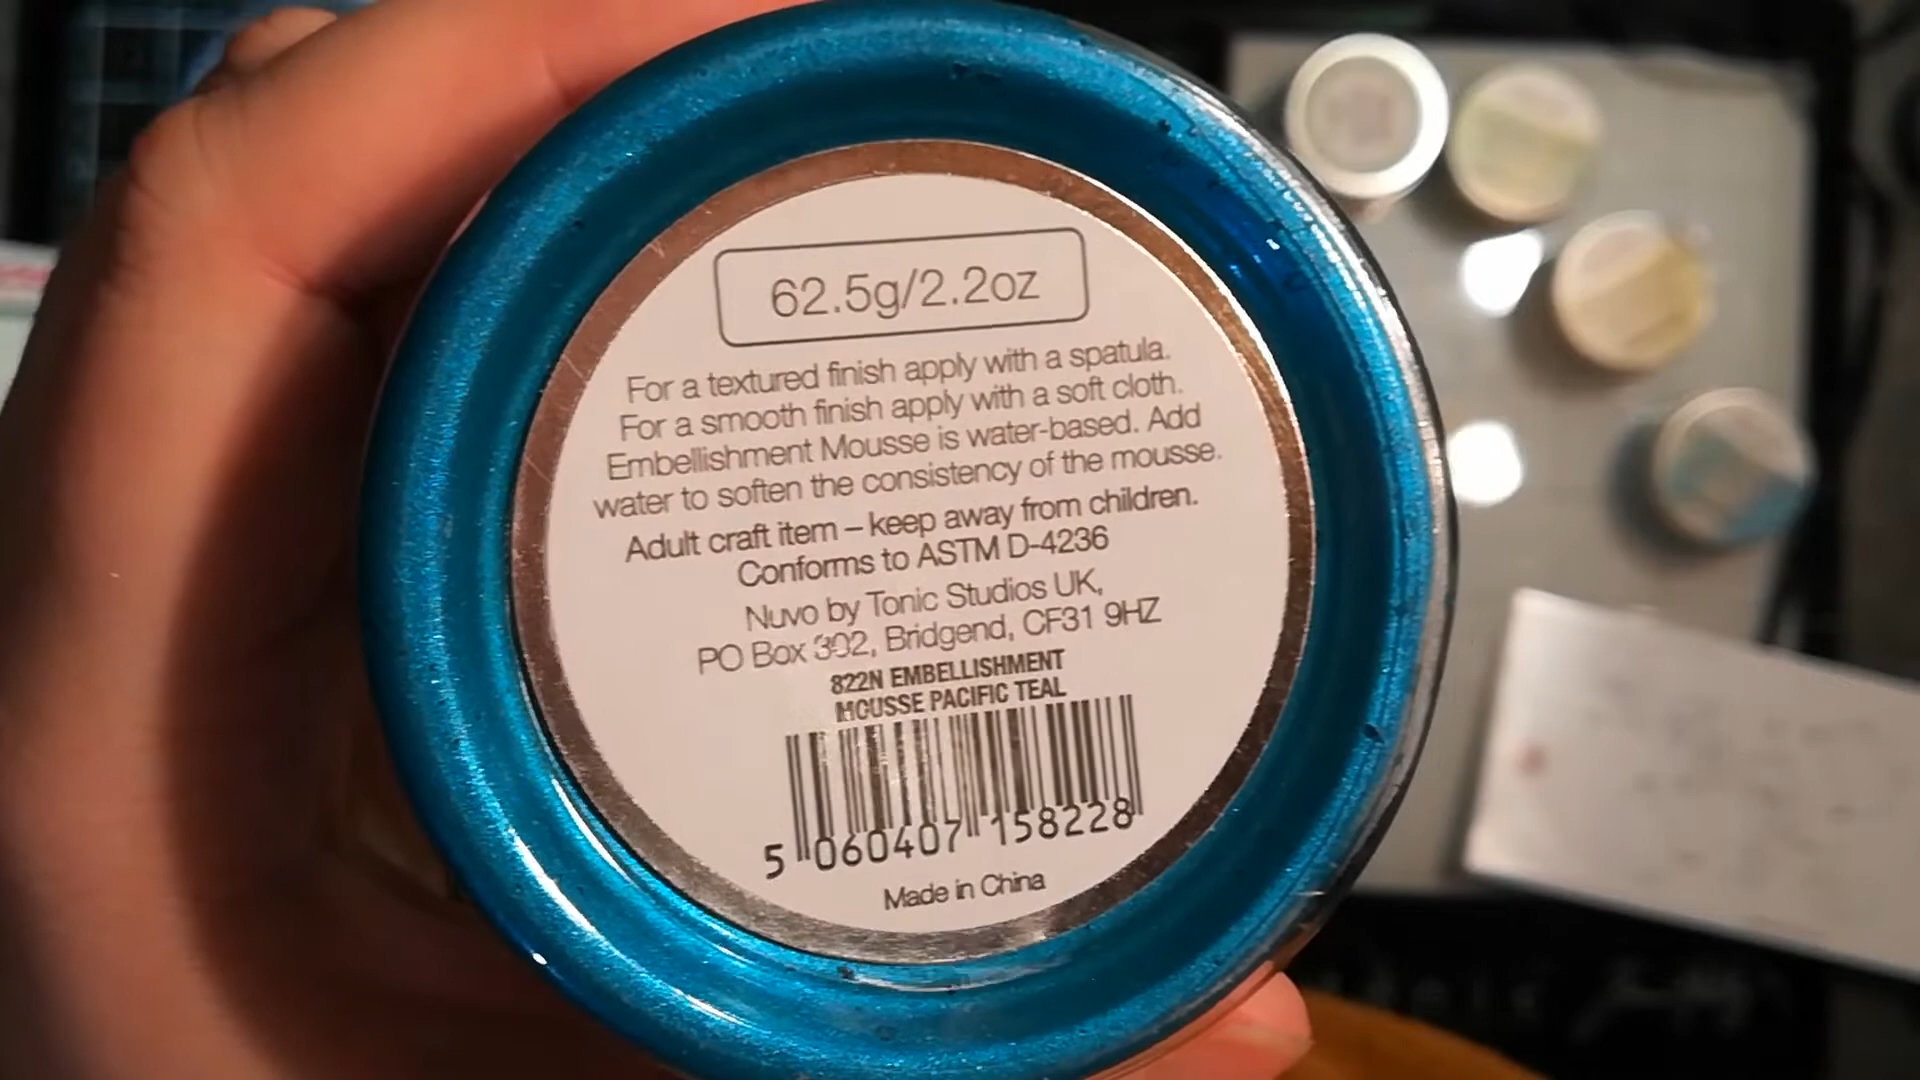 62.5g/2.2oz
For a textured finish apply with a spatula.
For a smooth finish apply with a soft cloth.
Embellishment Mousse is water-based. Add
water to soften the consistency of the mousse.
Adult craft item – keep away from children.
Conforms to ASTM D-4236
Nuvo by Tonic Studios UK,
PO Box 302, Bridgend, CF31 9HZ
822N EMBELLISHMENT
MOUSSE PACIFIC TEAL
5 060407 158228
Made in China